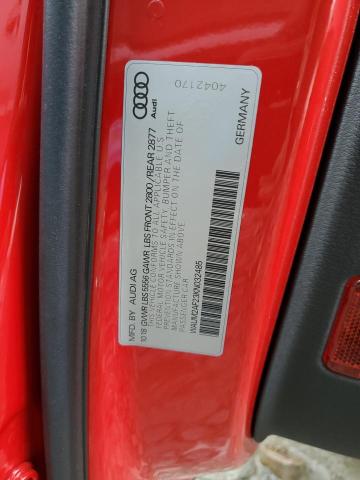 Audi
4042170
GERMANY
MFD. BY AUDI AG
10.18 GVWR LBS 5556 GAWR LBS FRONT 2800/REAR 2877
THIS VEHICLE CONFORMS TO ALL APPLICABLE U S
FEDERAL MOTOR VEHICLE SAFETY, BUMPER AND THEFT
PREVENTION STANDARDS IN EFFECT ON THE DATE OF
MANUFACTURE SHOWN ABOVE.
PASSENGER CAR
WAUM2AF23KN032485